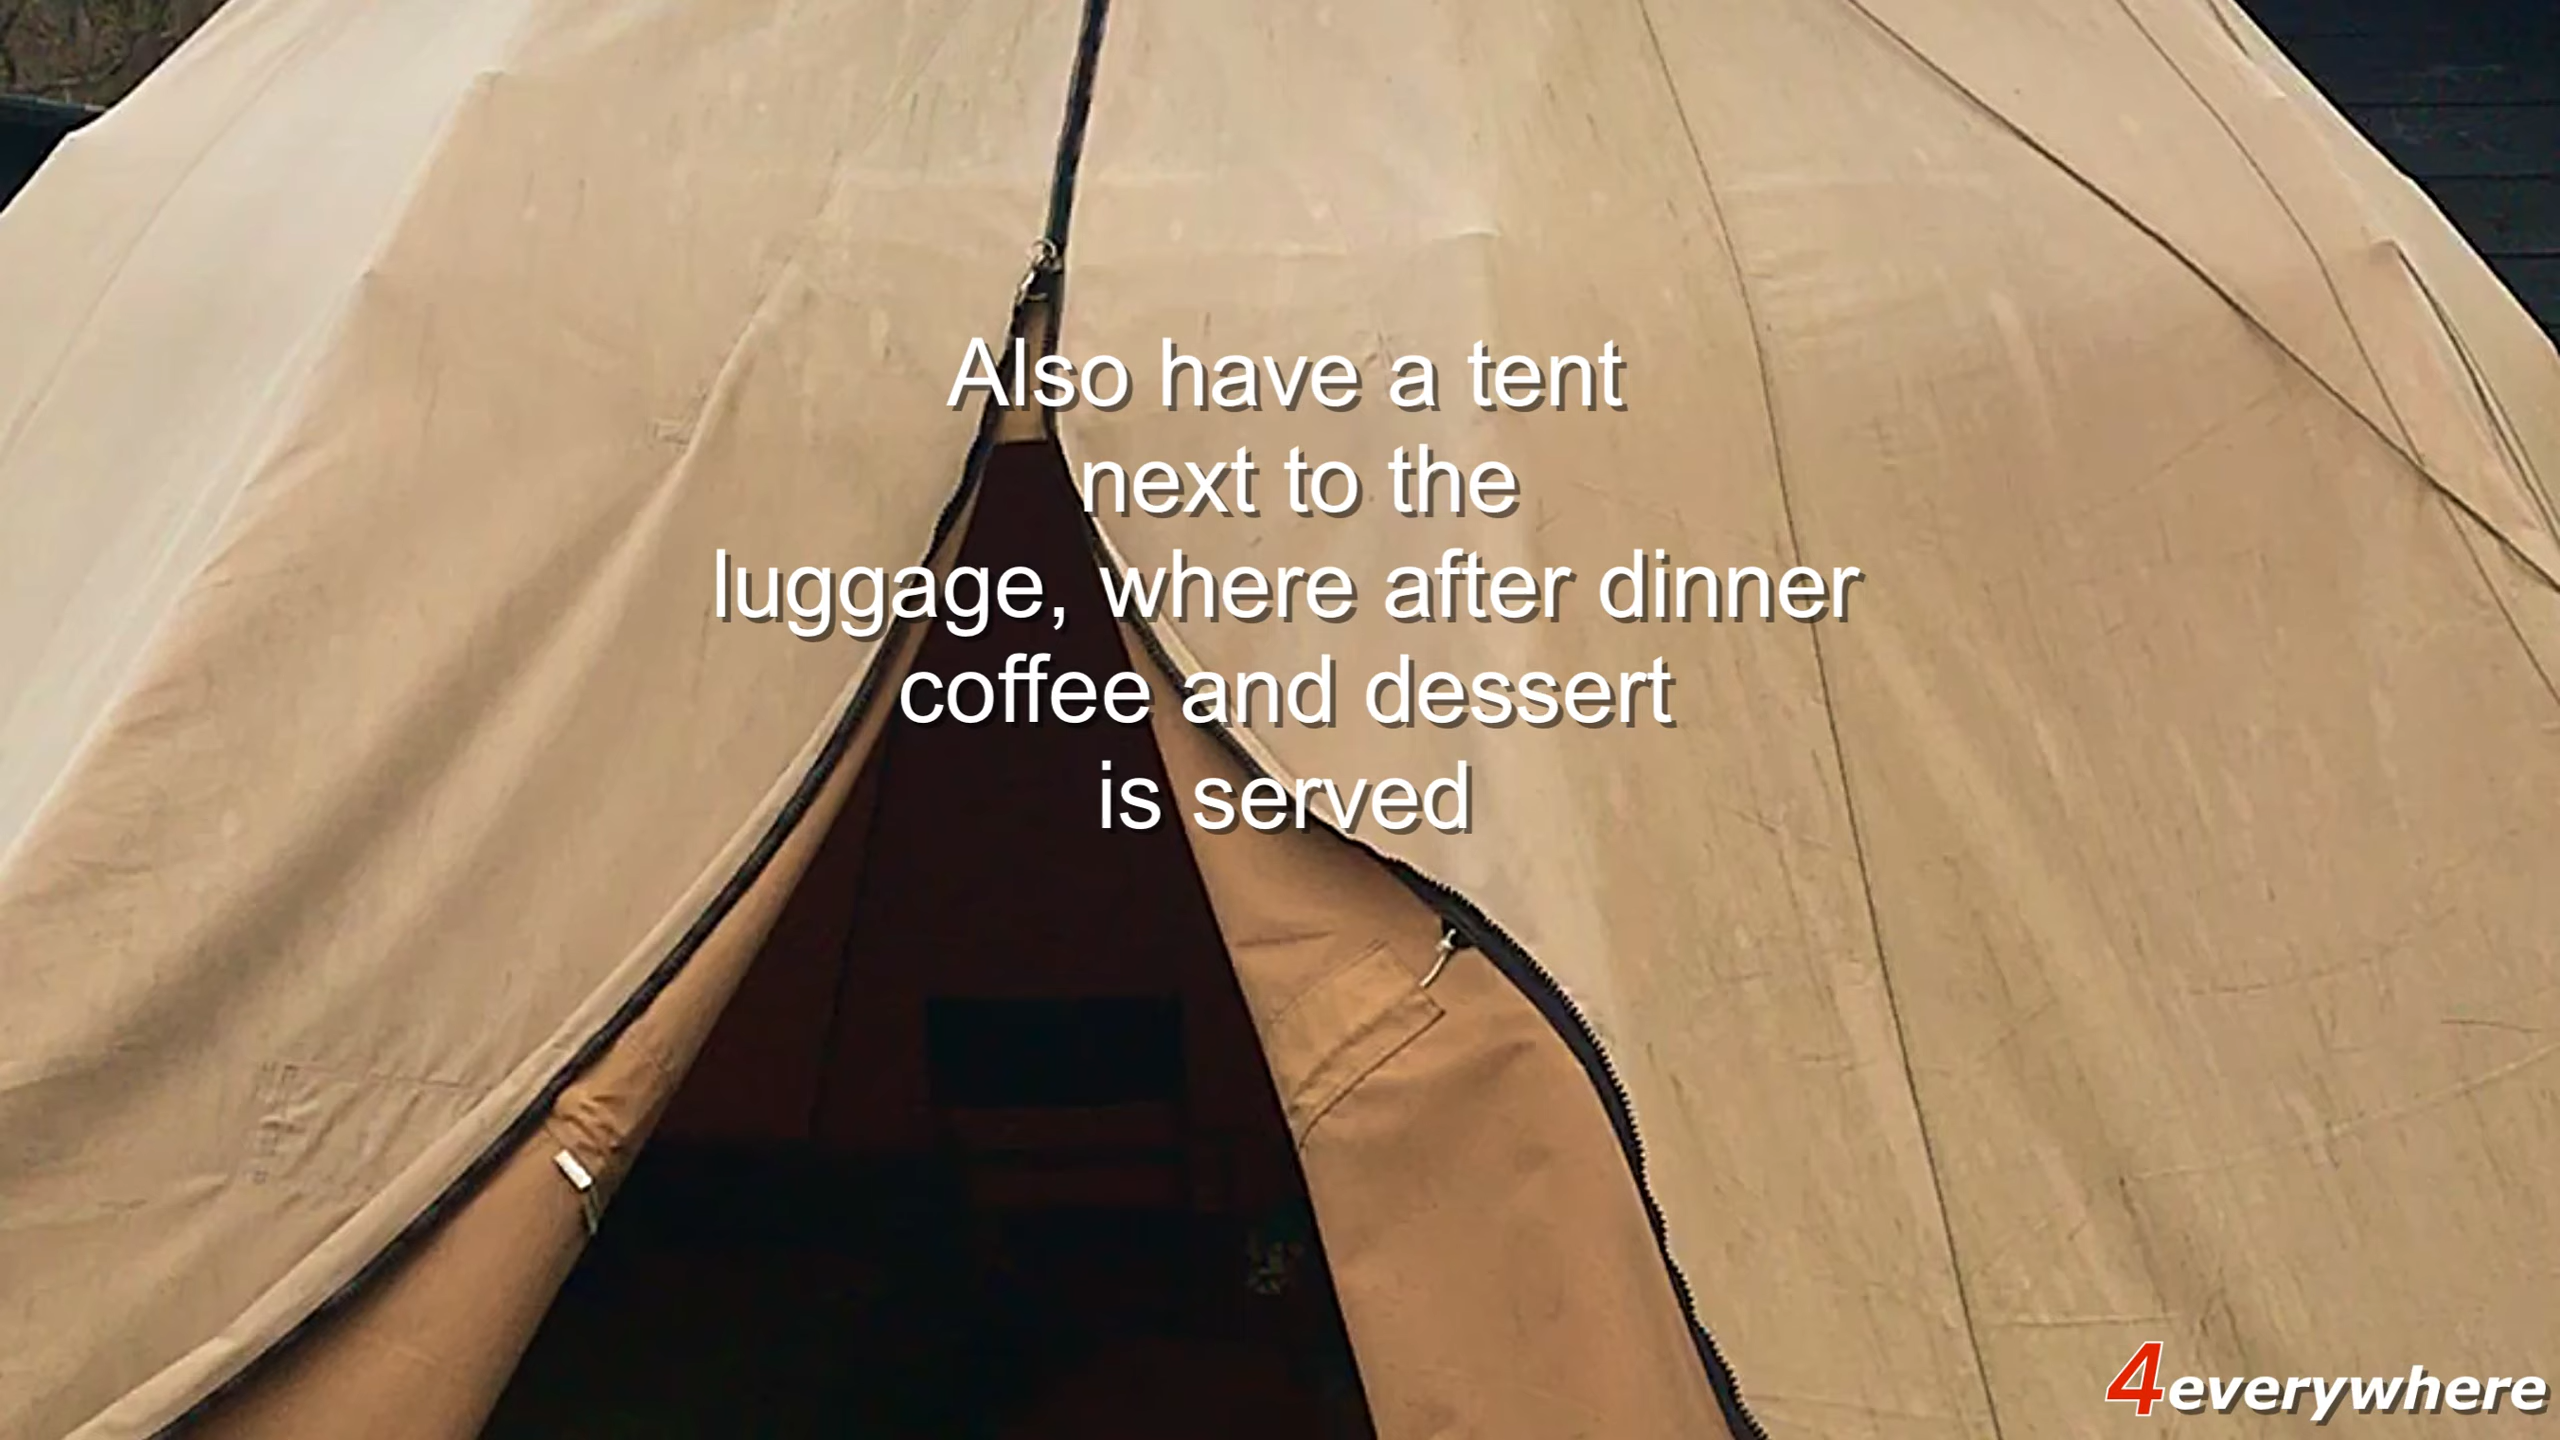 Also have a tent
next to the
luggage, where after dinner
coffee and dessert
is served
4everywhere